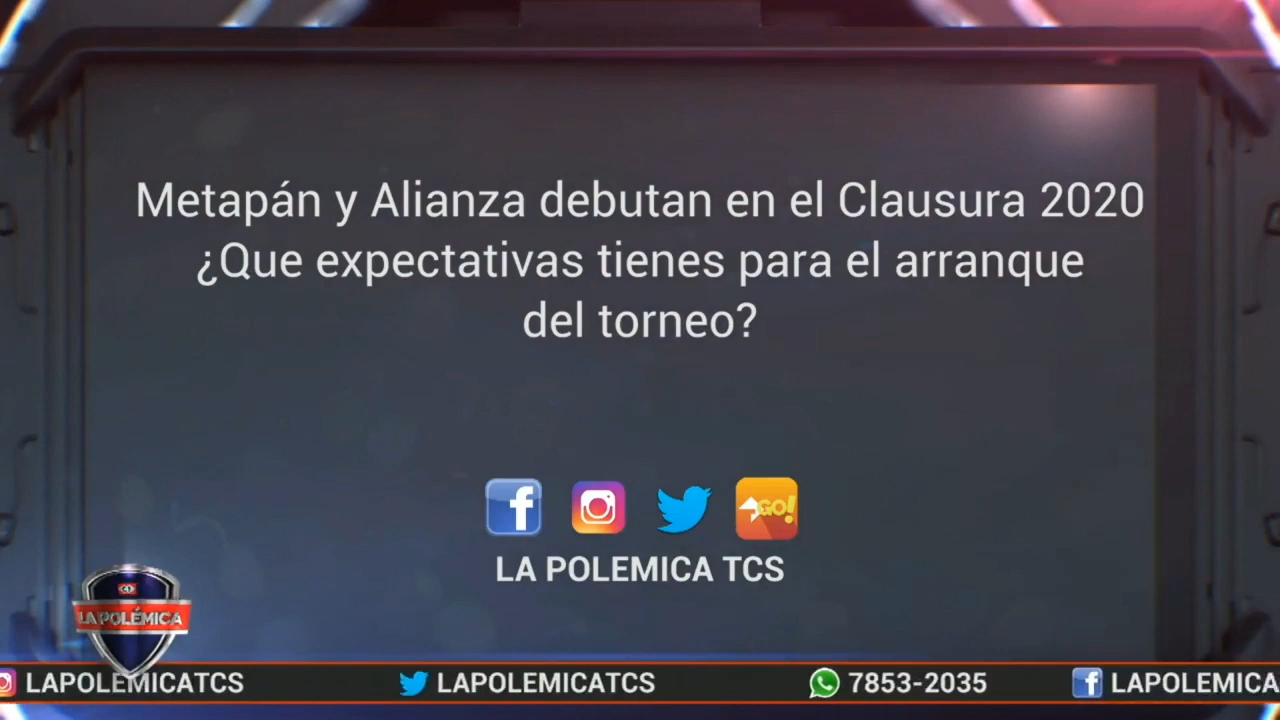 Metapán y Alianza debutan en el Clausura 2020
¿Que expectativas tienes para el arranque
del torneo?
GO!
LA POLEMICA TCS
LA POLÉMICA
LAPOLEMICATCS
LAPOLEMICATCS
7853-2035
LAPOLEMICA